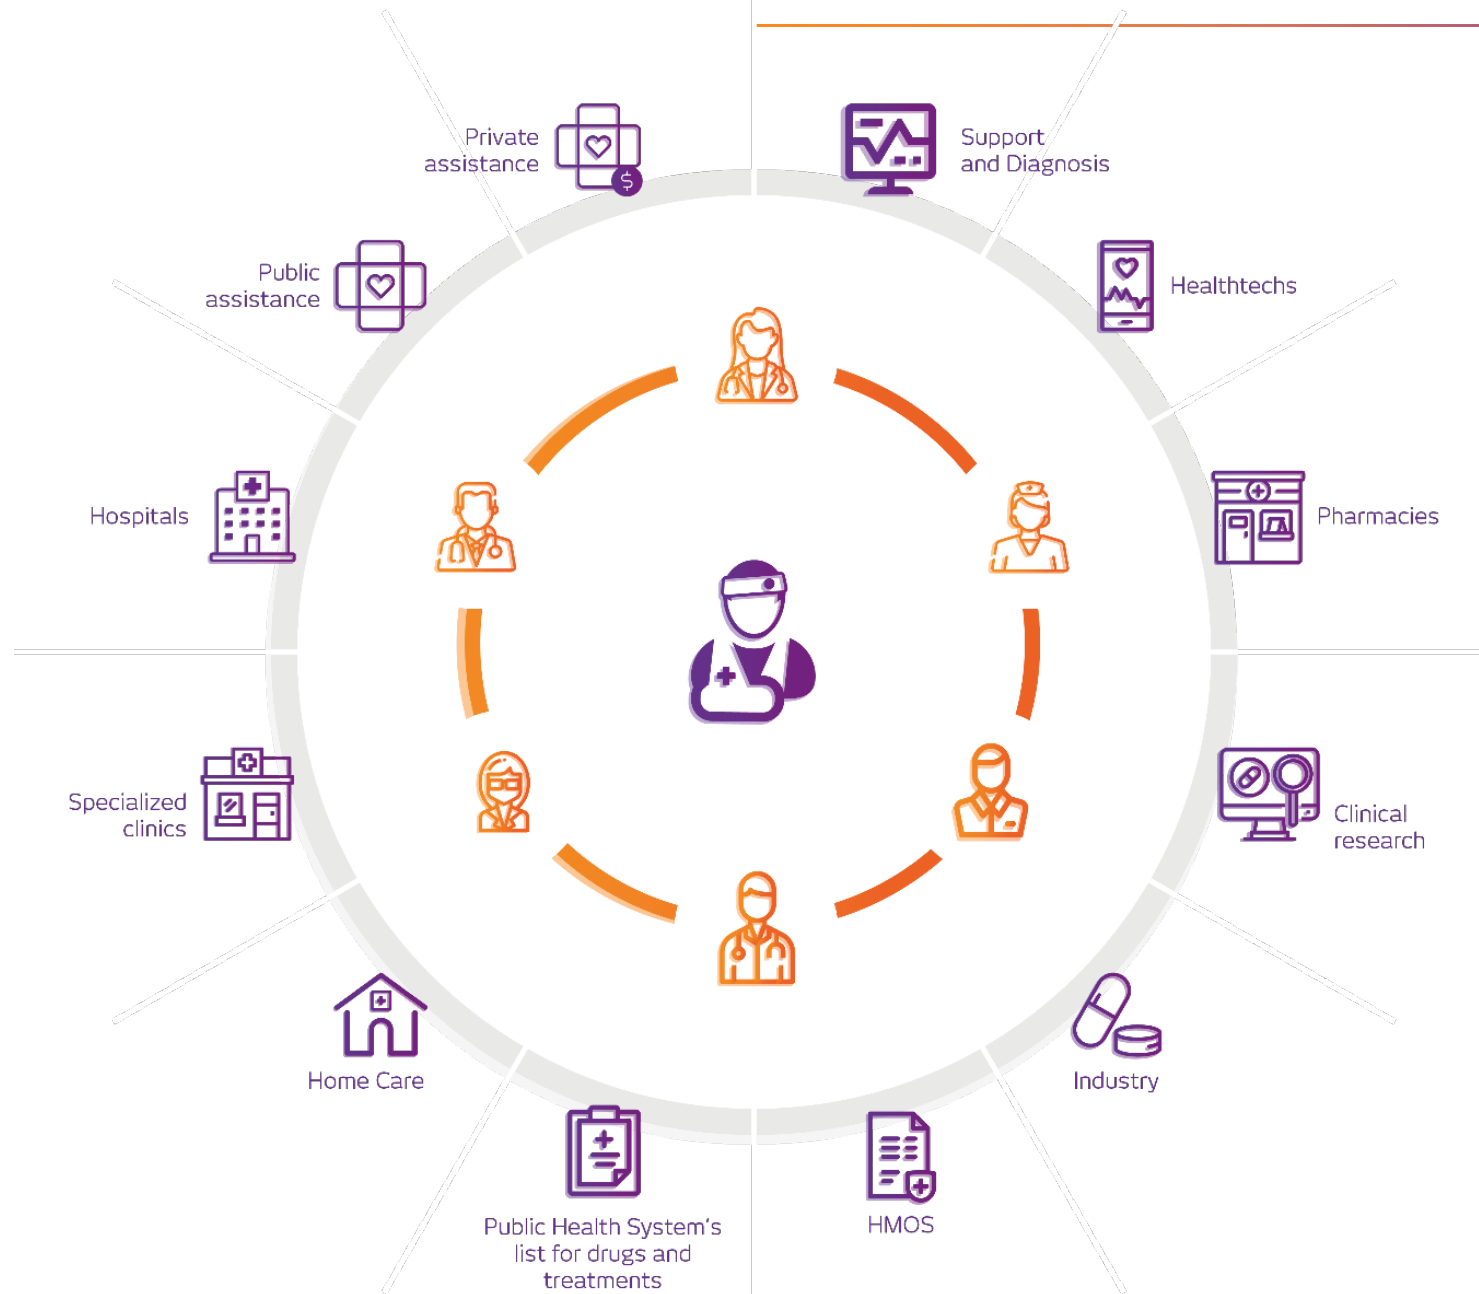 Private
assistance
$
Support
and Diagnosis
Public
assistance
Healthtechs
Hospitals
Pharmacies
Specialized
clinics
Clinical
research
Home Care
Industry
Public Health System's
list for drugs and
treatments
HMOS